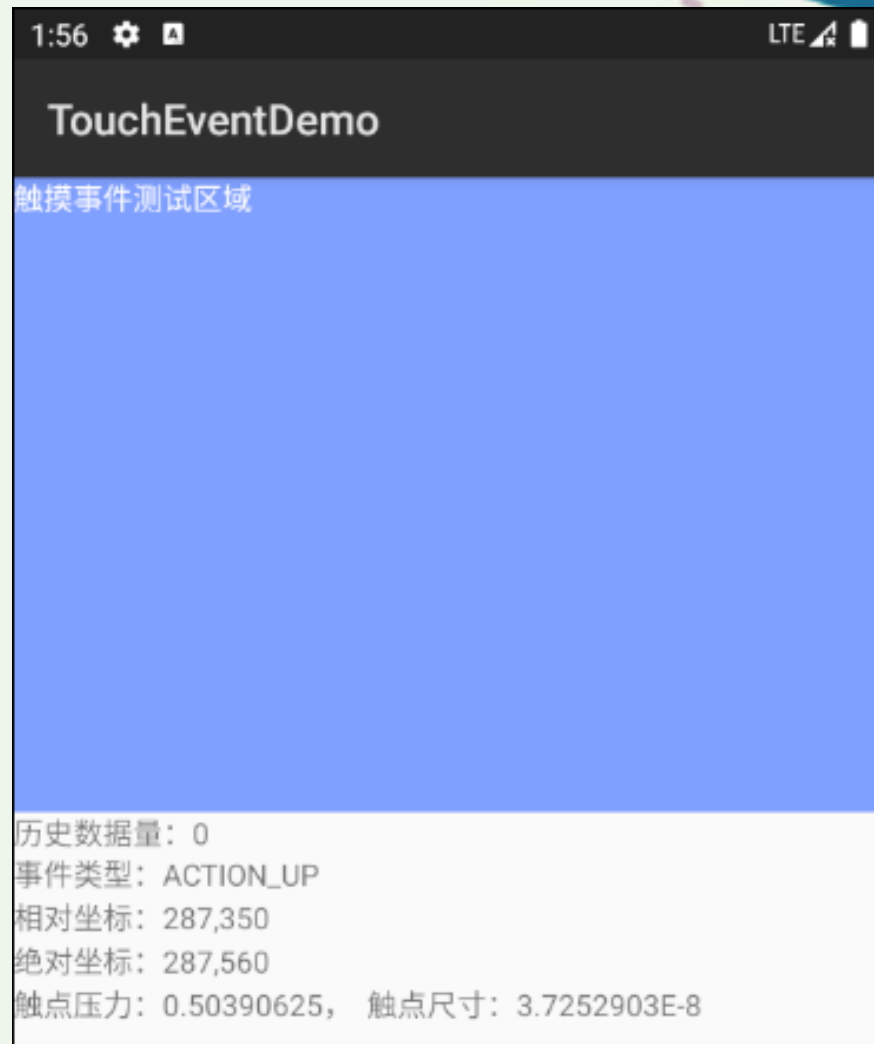 1:56 A LTE
TouchEventDemo
触摸事件测试区域
历史数据量：0
事件类型：ACTION_UP
相对坐标：287,350
绝对坐标：287,560
触点压力：0.50390625， 触点尺寸：3.7252903E-8